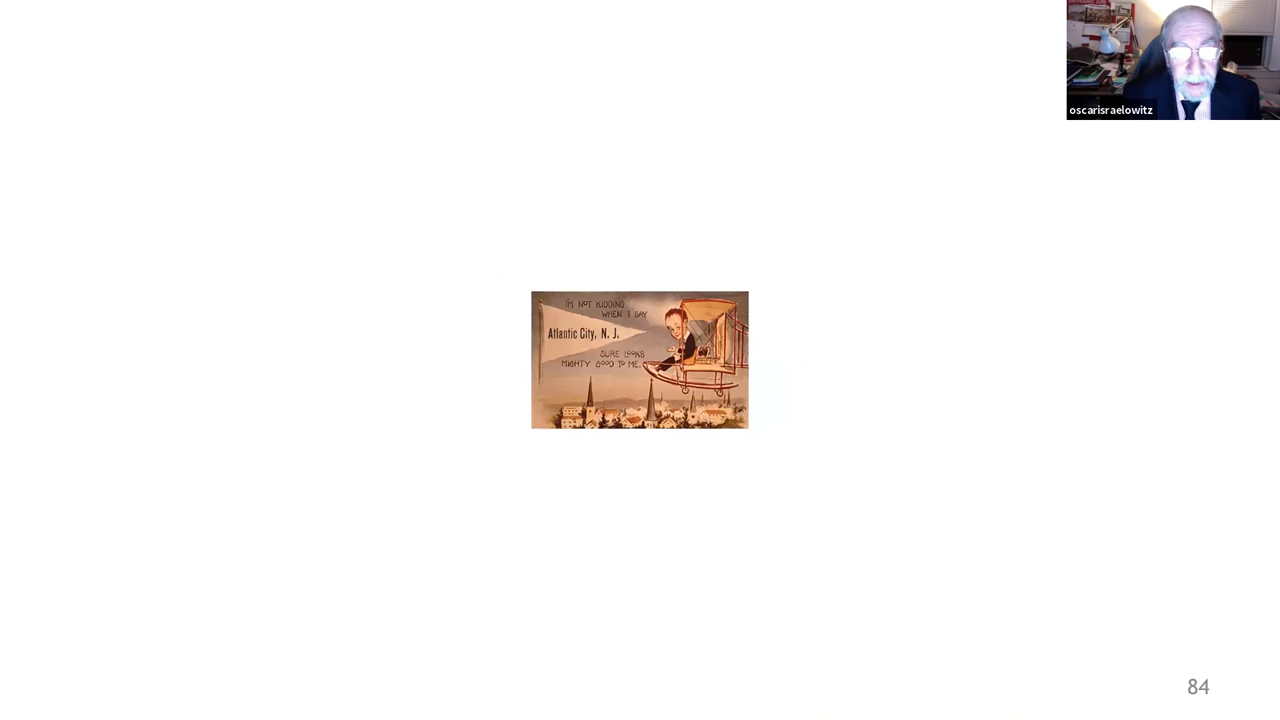 oscarisraelowitz
I'M NOT KIDDING
WHEN I SAY
Atlantic City, N. J.
SURE LOOKS
MIGHTY GOOD TO ME.
84